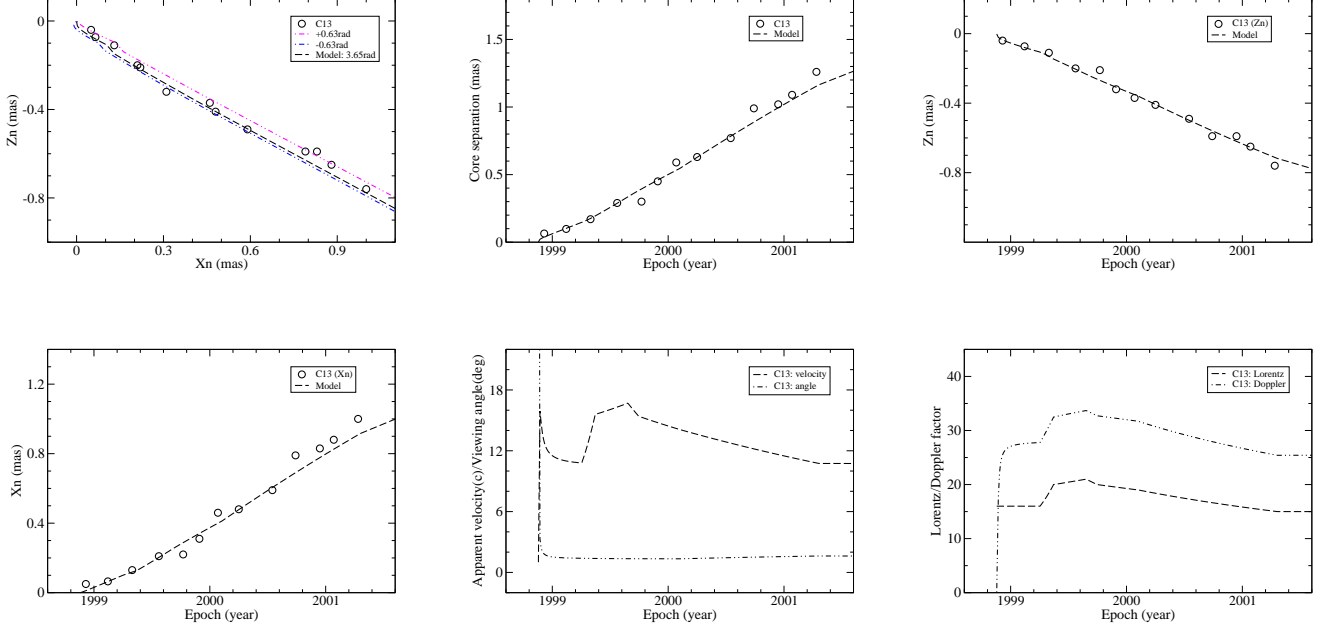 C13
+0.63rad
-0.63rad
Model: 3.65rad
0
-0.4
-0.8
Zn (mas)
0
0.3
0.6
0.9
Xn (mas)
C13
Model
1.5
1
0.5
0
Core separation (mas)
1999
2000
2001
Epoch (year)
C13 (Zn)
Model
0
-0.4
-0.8
Zn (mas)
1999
2000
2001
Epoch (year)
C13 (Xn)
Model
1.2
0.8
0.4
0
Xn (mas)
1999
2000
2001
Epoch (year)
C13: velocity
C13: angle
18
12
6
0
Apparent velocity(c)/Viewing angle(deg)
1999
2000
2001
Epoch (year)
C13: Lorentz
C13: Doppler
40
30
20
10
0
Lorentz/Doppler factor
1999
2000
2001
Epoch (year)